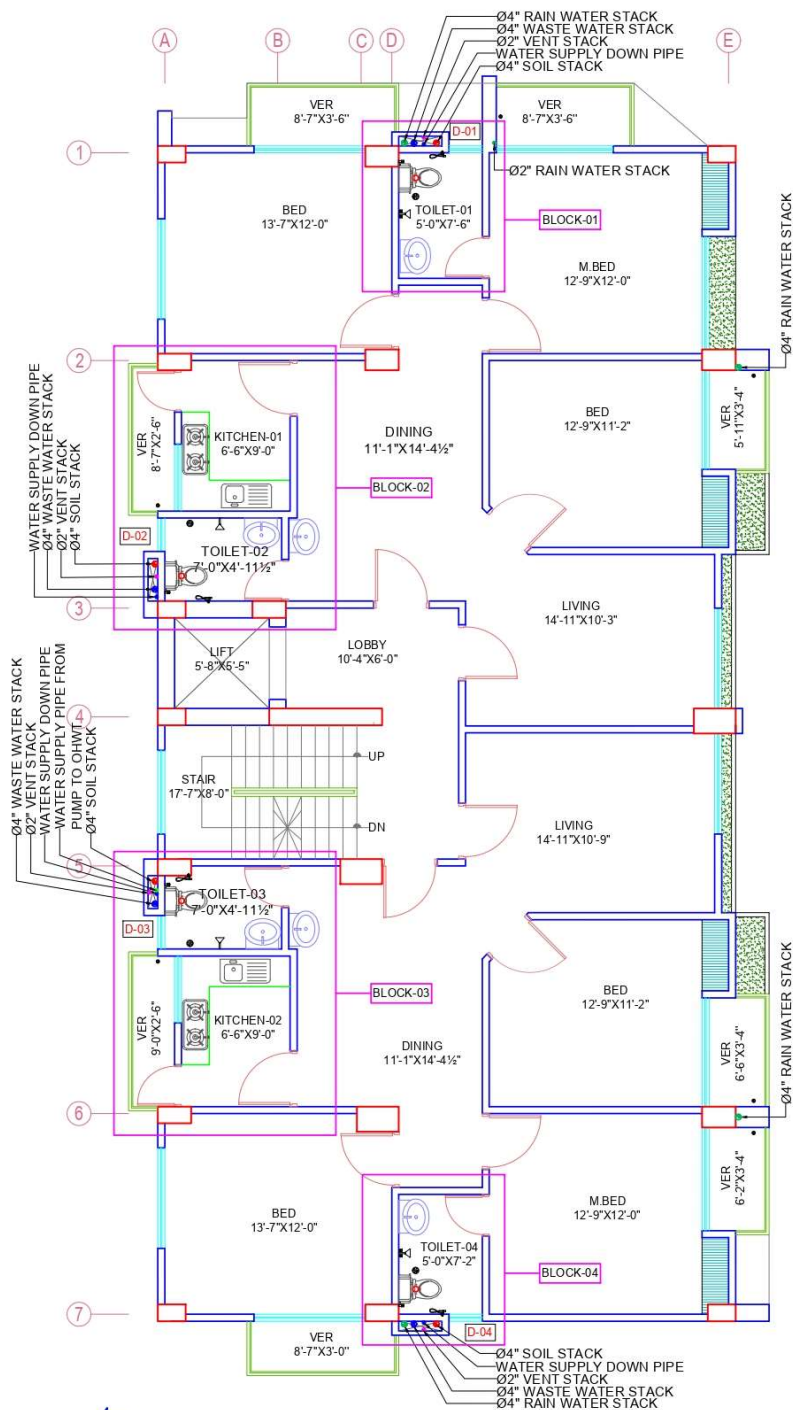 Ø4" RAIN WATER STACK
Ø4" WASTE WATER STACK
Ø2" VENT STACK
WATER SUPPLY DOWN PIPE
Ø4" SOIL STACK
A
B
C
D
E
VER
8'-7"X3'-6"
VER
8'-7"X3'-6"
D-01
1
Ø2" RAIN WATER STACK
BED
13'-7"X12'-0"
TOILET-01
5'-0"X7'-6"
BLOCK-01
M.BED
12'-9"X12'-0"
Ø4" RAIN WATER STACK
2
WATER SUPPLY DOWN PIPE
Ø4" WASTE WATER STACK
Ø2" VENT STACK
Ø4" SOIL STACK
VER
8'-7"X2'-6"
KITCHEN-01
6'-6"X9'-0"
DINING
11'-1"X14'-4½"
BED
12'-9"X11'-2"
VER
5'-11"X3'-4"
BLOCK-02
D-02
TOILET-02
7'-0"X4'-11½"
3
LIFT
5'-8"X5'-5"
LOBBY
10'-4"X6'-0"
LIVING
14'-11"X10'-3"
4
Ø4" WASTE WATER STACK
Ø2" VENT STACK
WATER SUPPLY DOWN PIPE
WATER SUPPLY PIPE FROM
PUMP TO OHWT
Ø4" SOIL STACK
STAIR
17'-7"X8'-0"
UP
DN
LIVING
14'-11"X10'-9"
5
TOILET-03
7'-0"X4'-11½"
D-03
VER
9'-0"X2'-6"
KITCHEN-02
6'-6"X9'-0"
BLOCK-03
DINING
11'-1"X14'-4½"
BED
12'-9"X11'-2"
VER
6'-6"X3'-4"
Ø4" RAIN WATER STACK
6
VER
6'-2"X3'-4"
BED
13'-7"X12'-0"
TOILET-04
5'-0"X7'-2"
M.BED
12'-9"X12'-0"
BLOCK-04
7
D-04
VER
8'-7"X3'-0"
Ø4" SOIL STACK
WATER SUPPLY DOWN PIPE
Ø2" VENT STACK
Ø4" WASTE WATER STACK
Ø4" RAIN WATER STACK